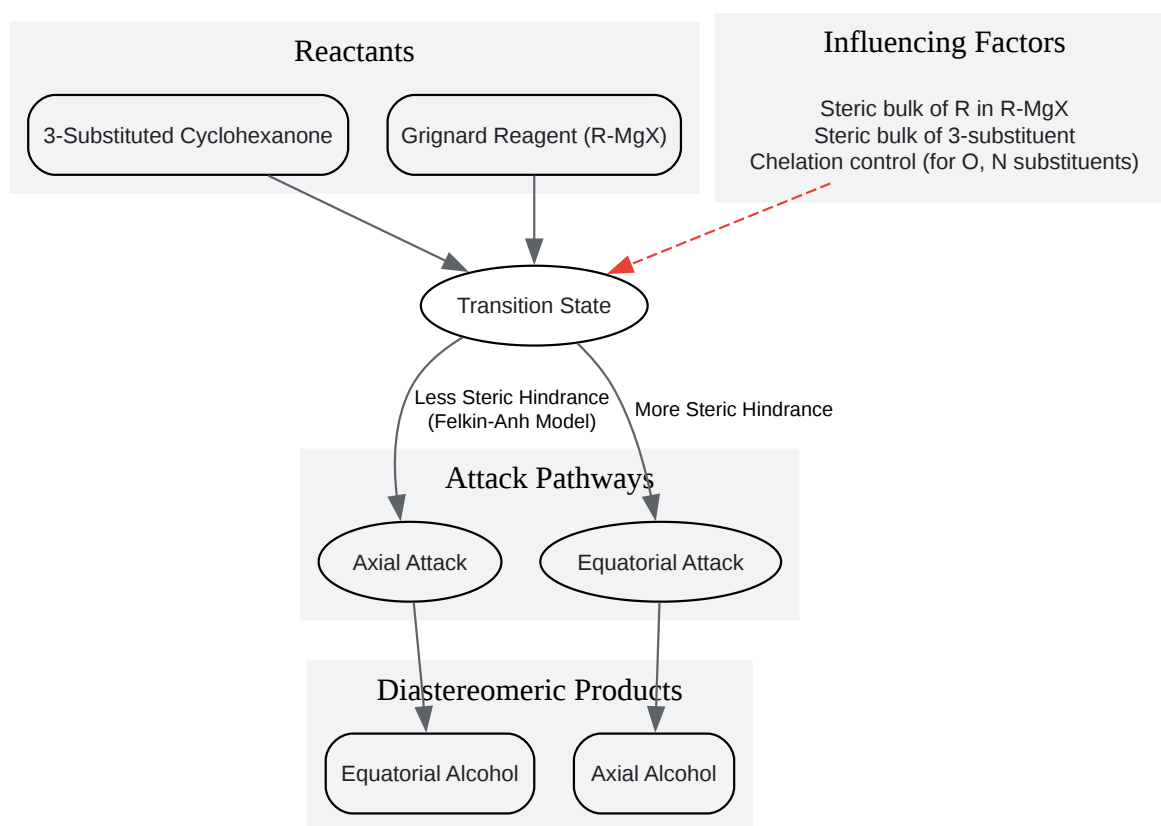 Reactants
3-Substituted Cyclohexanone
Grignard Reagent (R-MgX)
Influencing Factors
Steric bulk of R in R-MgX
Steric bulk of 3-substituent
Chelation control (for O, N substituents)
Transition State
Less Steric Hindrance
(Felkin-Anh Model)
More Steric Hindrance
Attack Pathways
Axial Attack
Equatorial Attack
Diastereomeric Products
Equatorial Alcohol
Axial Alcohol